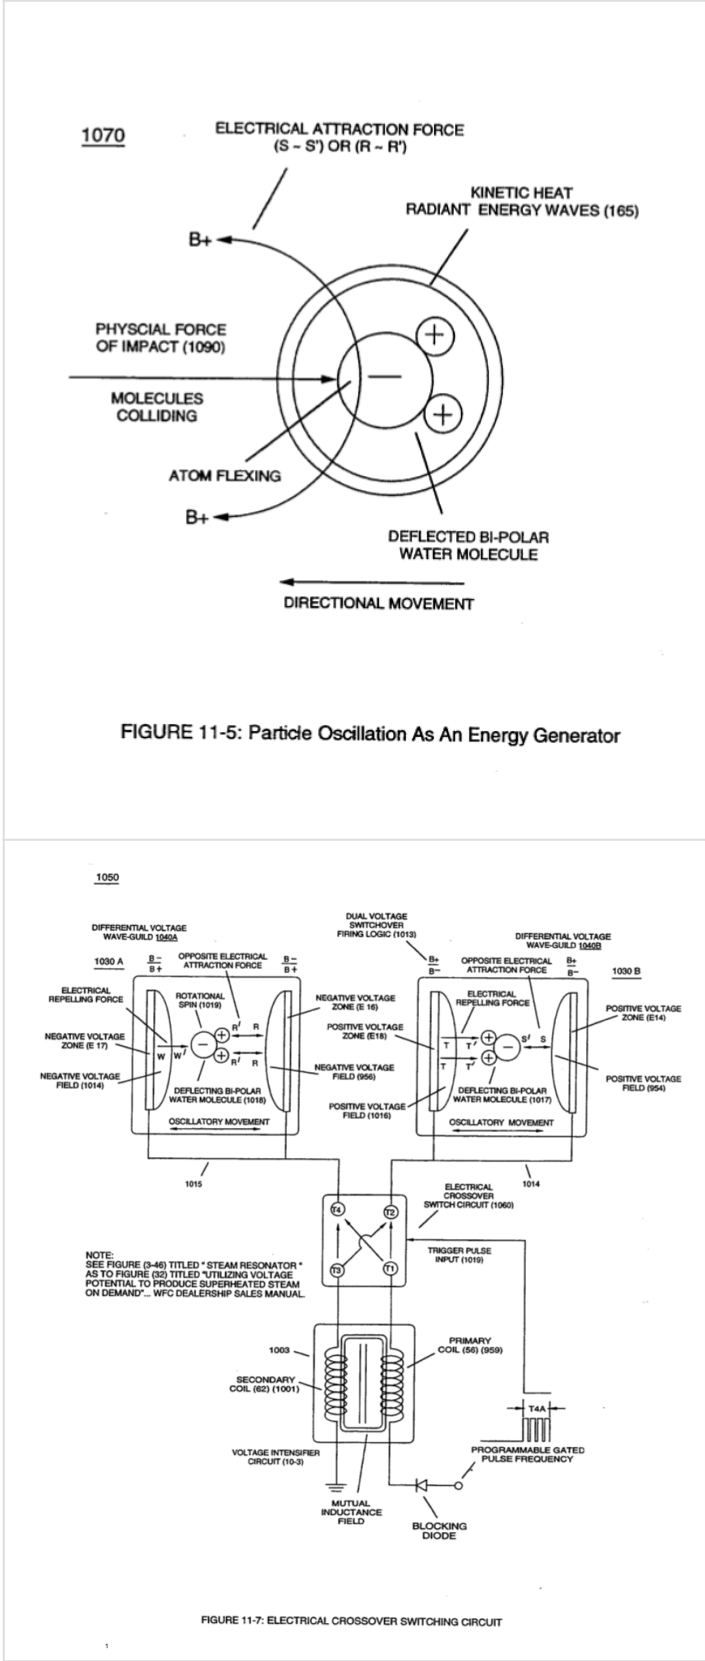 1070
ELECTRICAL ATTRACTION FORCE
(S ~ S') OR (R ~ R')
KINETIC HEAT
RADIANT ENERGY WAVES (165)
B+
PHYSCIAL FORCE
OF IMPACT (1090)
MOLECULES
COLLIDING
ATOM FLEXING
B+
+
−
+
DEFLECTED BI-POLAR
WATER MOLECULE
DIRECTIONAL MOVEMENT
FIGURE 11-5: Particle Oscillation As An Energy Generator
1050
DIFFERENTIAL VOLTAGE
WAVE-GUILD 1040A
DUAL VOLTAGE
SWITCHOVER
FIRING LOGIC (1013)
DIFFERENTIAL VOLTAGE
WAVE-GUILD 1040B
1030 A
B−
B+
OPPOSITE ELECTRICAL
ATTRACTION FORCE
B−
B+
B+
B−
OPPOSITE ELECTRICAL
ATTRACTION FORCE
B+
B−
1030 B
ELECTRICAL
REPELLING FORCE
ROTATIONAL
SPIN (1019)
NEGATIVE VOLTAGE
ZONE (E 16)
ELECTRICAL
REPELLING FORCE
POSITIVE VOLTAGE
ZONE (E14)
NEGATIVE VOLTAGE
ZONE (E 17)
W W'
−
+
+
R' R
R' R
POSITIVE VOLTAGE
ZONE (E18)
T T'
T T'
+
+
−
S' S
NEGATIVE VOLTAGE
FIELD (1014)
NEGATIVE VOLTAGE
FIELD (956)
POSITIVE VOLTAGE
FIELD (954)
DEFLECTING BI-POLAR
WATER MOLECULE (1018)
DEFLECTING BI-POLAR
WATER MOLECULE (1017)
POSITIVE VOLTAGE
FIELD (1016)
OSCILLATORY MOVEMENT
OSCILLATORY MOVEMENT
1015
1014
ELECTRICAL
CROSSOVER
SWITCH CIRCUIT (1060)
T4
T2
T3
T1
TRIGGER PULSE
INPUT (1019)
NOTE:
SEE FIGURE (3-46) TITLED " STEAM RESONATOR "
AS TO FIGURE (32) TITLED "UTILIZING VOLTAGE
POTENTIAL TO PRODUCE SUPERHEATED STEAM
ON DEMAND"... WFC DEALERSHIP SALES MANUAL.
1003
PRIMARY
COIL (56) (959)
SECONDARY
COIL (62) (1001)
T4A
VOLTAGE INTENSIFIER
CIRCUIT (10-3)
PROGRAMMABLE GATED
PULSE FREQUENCY
MUTUAL
INDUCTANCE
FIELD
BLOCKING
DIODE
FIGURE 11-7: ELECTRICAL CROSSOVER SWITCHING CIRCUIT
1